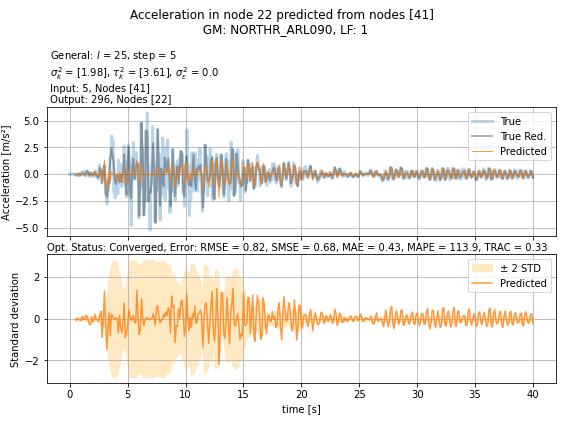 Acceleration in node 22 predicted from nodes [41]
GM: NORTHR_ARL090, LF: 1
General: l = 25, step = 5
σ²ₖ = [1.98], τ²ₖ = [3.61], σ²ε = 0.0
Input: 5, Nodes [41]
Output: 296, Nodes [22]
Acceleration [m/s²]
5.0
2.5
0.0
−2.5
−5.0
True
True Red.
Predicted
Opt. Status: Converged, Error: RMSE = 0.82, SMSE = 0.68, MAE = 0.43, MAPE = 113.9, TRAC = 0.33
Standard deviation
2
0
−2
± 2 STD
Predicted
0 5 10 15 20 25 30 35 40
time [s]